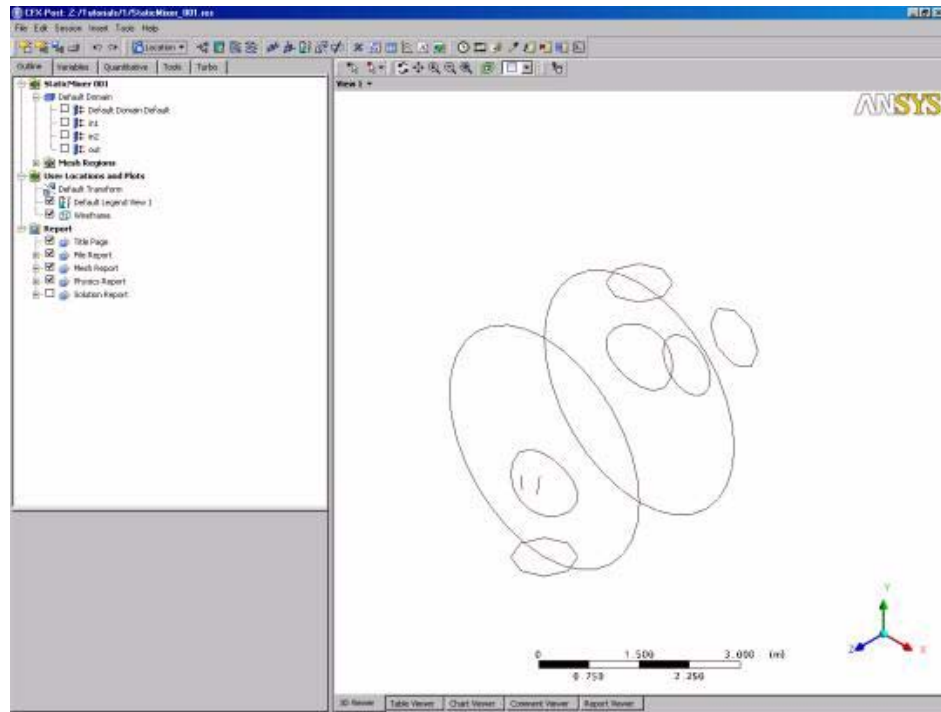 CFX-Post: Z:/Tutorials/1/StaticMixer_001.res
File Edit Session Insert Tools Help
Location
Outline Variables Quantitative Tools Turbo
View 1
StaticMixer 001
Default Domain
Default Domain Default
in1
in2
out
Mesh Regions
User Locations and Plots
Default Transform
Default Legend View 1
Wireframe
Report
Title Page
File Report
Mesh Report
Physics Report
Solution Report
ANSYS
Y
Z X
0 1.500 3.000 (m)
0.750 2.250
3D Viewer Table Viewer Chart Viewer Comment Viewer Report Viewer